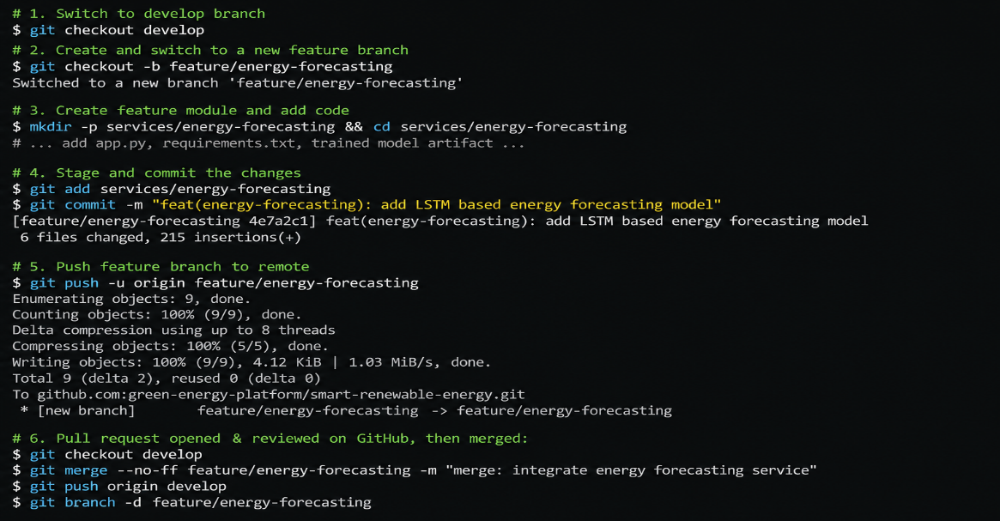 # 1. Switch to develop branch
$ git checkout develop
# 2. Create and switch to a new feature branch
$ git checkout -b feature/energy-forecasting
Switched to a new branch 'feature/energy-forecasting'
# 3. Create feature module and add code
$ mkdir -p services/energy-forecasting && cd services/energy-forecasting
# ... add app.py, requirements.txt, trained model artifact ...
# 4. Stage and commit the changes
$ git add services/energy-forecasting
$ git commit -m "feat(energy-forecasting): add LSTM based energy forecasting model"
[feature/energy-forecasting 4e7a2c1] feat(energy-forecasting): add LSTM based energy forecasting model
6 files changed, 215 insertions(+)
# 5. Push feature branch to remote
$ git push -u origin feature/energy-forecasting
Enumerating objects: 9, done.
Counting objects: 100% (9/9), done.
Delta compression using up to 8 threads
Compressing objects: 100% (5/5), done.
Writing objects: 100% (9/9), 4.12 KiB | 1.03 MiB/s, done.
Total 9 (delta 2), reused 0 (delta 0)
To github.com:green-energy-platform/smart-renewable-energy.git
* [new branch] feature/energy-forecasting -> feature/energy-forecasting
# 6. Pull request opened & reviewed on GitHub, then merged:
$ git checkout develop
$ git merge --no-ff feature/energy-forecasting -m "merge: integrate energy forecasting service"
$ git push origin develop
$ git branch -d feature/energy-forecasting